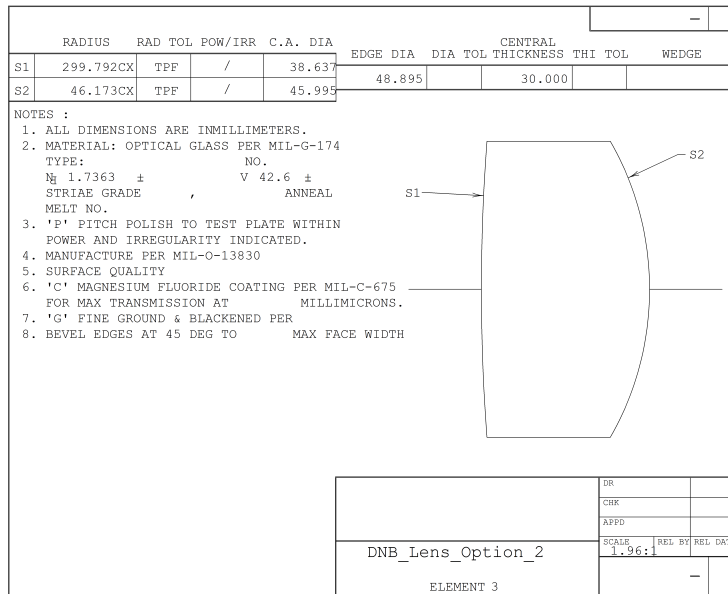 RADIUS RAD TOL POW/IRR C.A. DIA EDGE DIA DIA TOL CENTRAL THICKNESS THI TOL WEDGE
S1 299.792CX TPF / 38.637
S2 46.173CX TPF / 45.995
48.895 30.000
NOTES :
1. ALL DIMENSIONS ARE INMILLIMETERS.
2. MATERIAL: OPTICAL GLASS PER MIL-G-174
TYPE: NO.
Nd 1.7363 ± V 42.6 ±
STRIAE GRADE , ANNEAL
MELT NO.
3. 'P' PITCH POLISH TO TEST PLATE WITHIN
POWER AND IRREGULARITY INDICATED.
4. MANUFACTURE PER MIL-O-13830
5. SURFACE QUALITY
6. 'C' MAGNESIUM FLUORIDE COATING PER MIL-C-675
FOR MAX TRANSMISSION AT MILLIMICRONS.
7. 'G' FINE GROUND & BLACKENED PER
8. BEVEL EDGES AT 45 DEG TO MAX FACE WIDTH
S1
S2
DR
CHK
APPD
SCALE REL BY REL DA
1.96:1
DNB_Lens_Option_2
ELEMENT 3